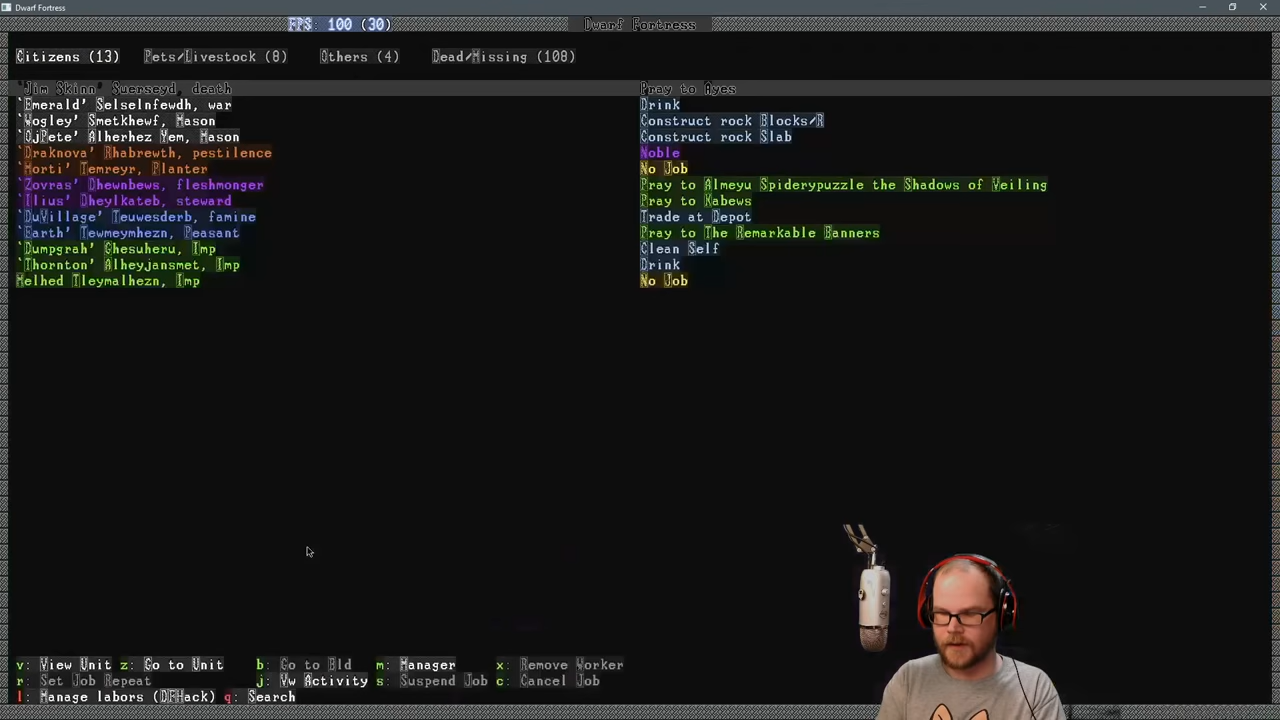 Dwarf Fortress
FPS: 100 (30) Dwarf Fortress
Citizens (13) Pets/Livestock (8) Others (4) Dead/Missing (108)
`Jim Skinn' Suerseyd, death Pray to Ayes
`Emerald' Selselnfewdh, war Drink
`Wogley' Smetkhewf, Mason Construct rock Blocks/R
`OjPete' Alherhez Yem, Mason Construct rock Slab
`Draknova' Rhabrewth, pestilence Noble
`Morti' Temreyr, Planter No Job
`Zovras' Dhewnbews, fleshmonger Pray to Almeyu Spiderypuzzle the Shadows of Veiling
`Ilius' Dheylkateb, steward Pray to Kabews
`DuVillage' Teuwesderb, famine Trade at Depot
`Earth' Tewmeymhezn, Peasant Pray to The Remarkable Banners
`Dumpgrah' Ghesuheru, Imp Clean Self
`Thornton' Alheyjansmet, Imp Drink
Melhed Tleymalhezn, Imp No Job
v: View Unit z: Go to Unit b: Go to Bld m: Manager x: Remove Worker
r: Set Job Repeat j: Vw Activity s: Suspend Job c: Cancel Job
l: Manage labors (DFHack) q: Search